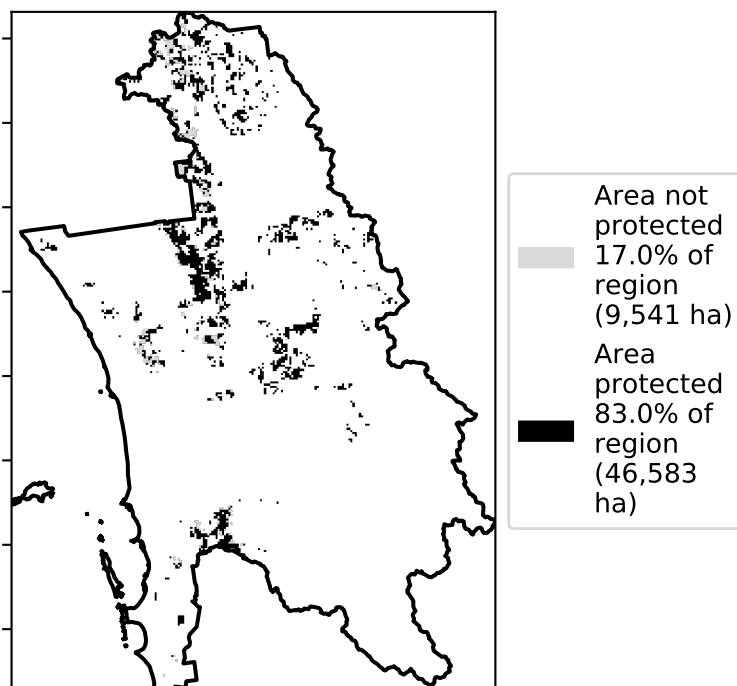 Area not
protected
17.0% of
region
(9,541 ha)
Area
protected
83.0% of
region
(46,583
ha)